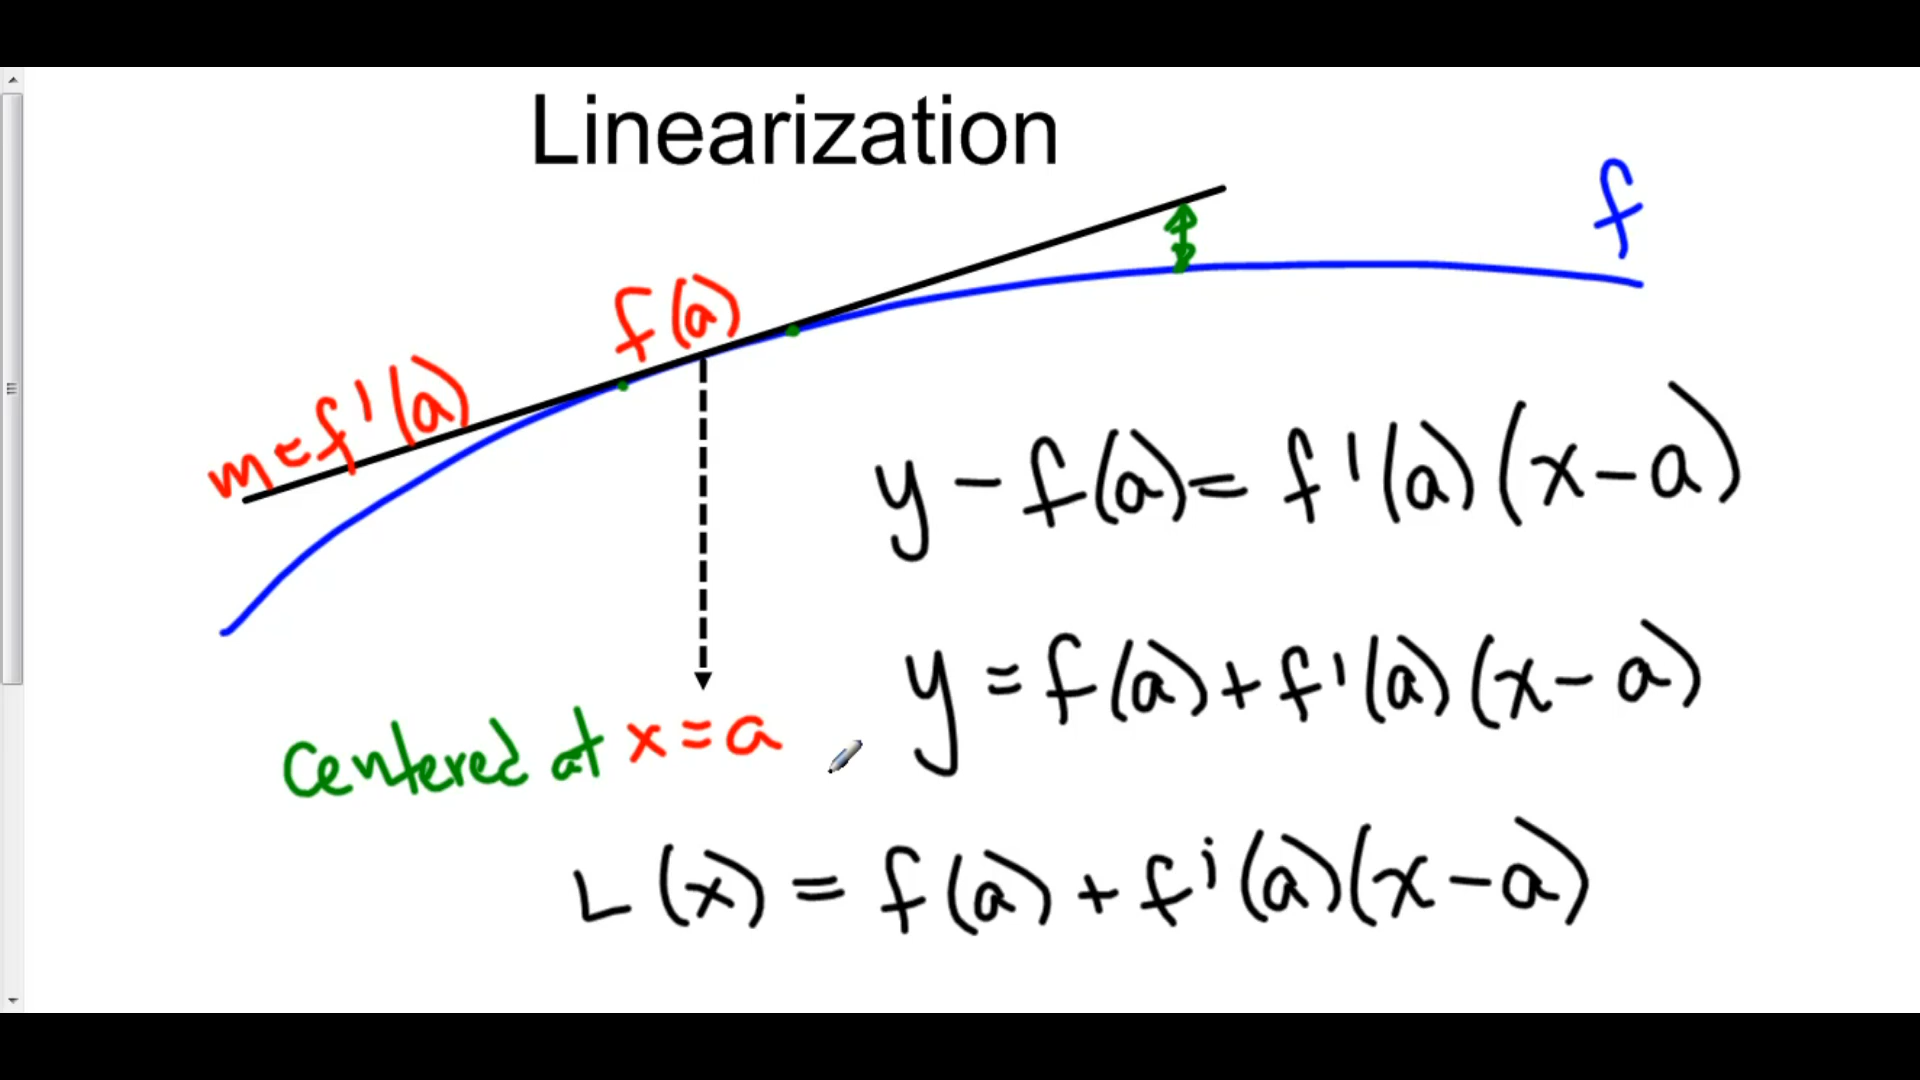 Linearization
f
f(a)
m=f'(a)
y-f(a)=f'(a)(x-a)
y=f(a)+f'(a)(x-a)
centered at x=a
L(x)=f(a)+f'(a)(x-a)